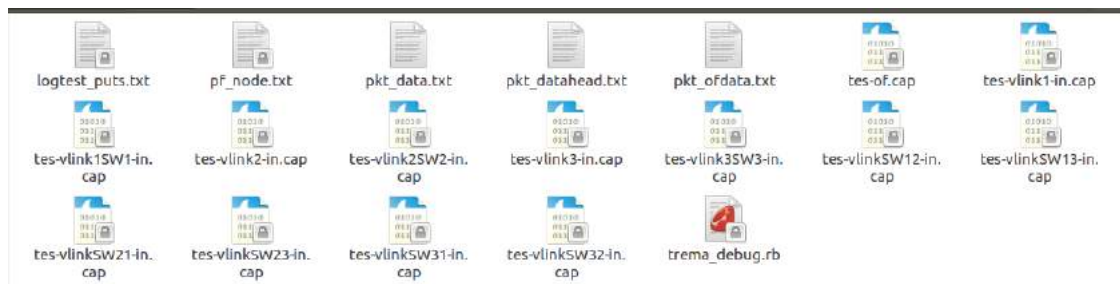 logtest_puts.txt pf_node.txt pkt_data.txt pkt_datahead.txt pkt_ofdata.txt tes-of.cap tes-vlink1-in.cap
tes-vlink1SW1-in. tes-vlink2-in.cap tes-vlink2SW2-in. tes-vlink3-in.cap tes-vlink3SW3-in. tes-vlinkSW12-in. tes-vlinkSW13-in.
cap cap cap cap cap
tes-vlinkSW21-in. tes-vlinkSW23-in. tes-vlinkSW31-in. tes-vlinkSW32-in. trema_debug.rb
cap cap cap cap